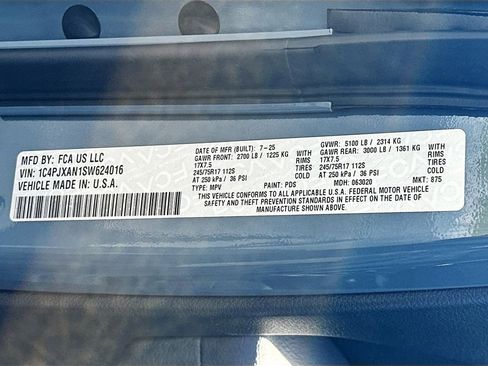 MFD BY: FCA US LLC
VIN: 1C4PJXAN1SW624016
VEHICLE MADE IN: U.S.A.
DATE OF MFR (BUILT): 7-25 GVWR: 5100 LB / 2314 KG
GAWR FRONT: 2700 LB / 1225 KG WITH GAWR REAR: 3000 LB / 1361 KG WITH
17X7.5 RIMS 17X7.5 RIMS
245/75R17 112S TIRES 245/75R17 112S TIRES
AT 250 kPa / 36 PSI COLD AT 250 kPa / 36 PSI COLD
TYPE: MPV PAINT: PDS MDH: 063020 MKT: 875
THIS VEHICLE CONFORMS TO ALL APPLICABLE U.S.A. FEDERAL MOTOR VEHICLE
SAFETY AND THEFT PREVENTION STANDARDS IN EFFECT ON THE DATE OF
MANUFACTURE SHOWN ABOVE.